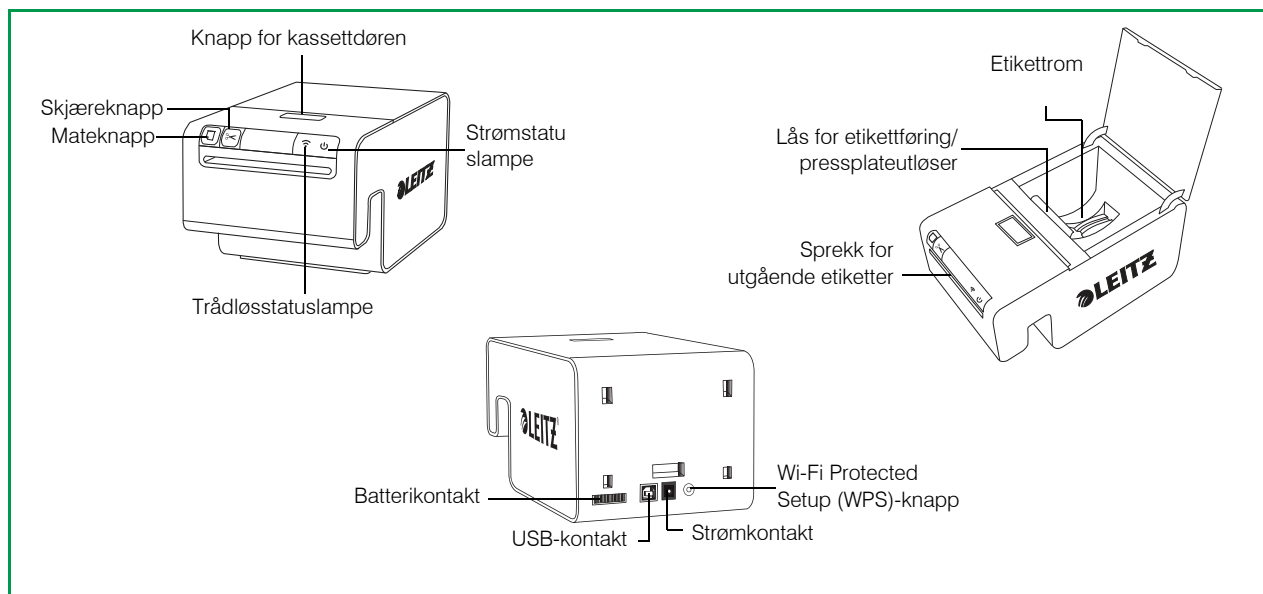 Knapp for kassettdøren
Skjæreknapp
Mateknapp
Strømstatu
slampe
LEITZ
Trådløsstatuslampe
Etikettrom
Lås for etikettføring/
pressplateutløser
Sprekk for
utgående etiketter
LEITZ
LEITZ
Batterikontakt
USB-kontakt
Strømkontakt
Wi-Fi Protected
Setup (WPS)-knapp